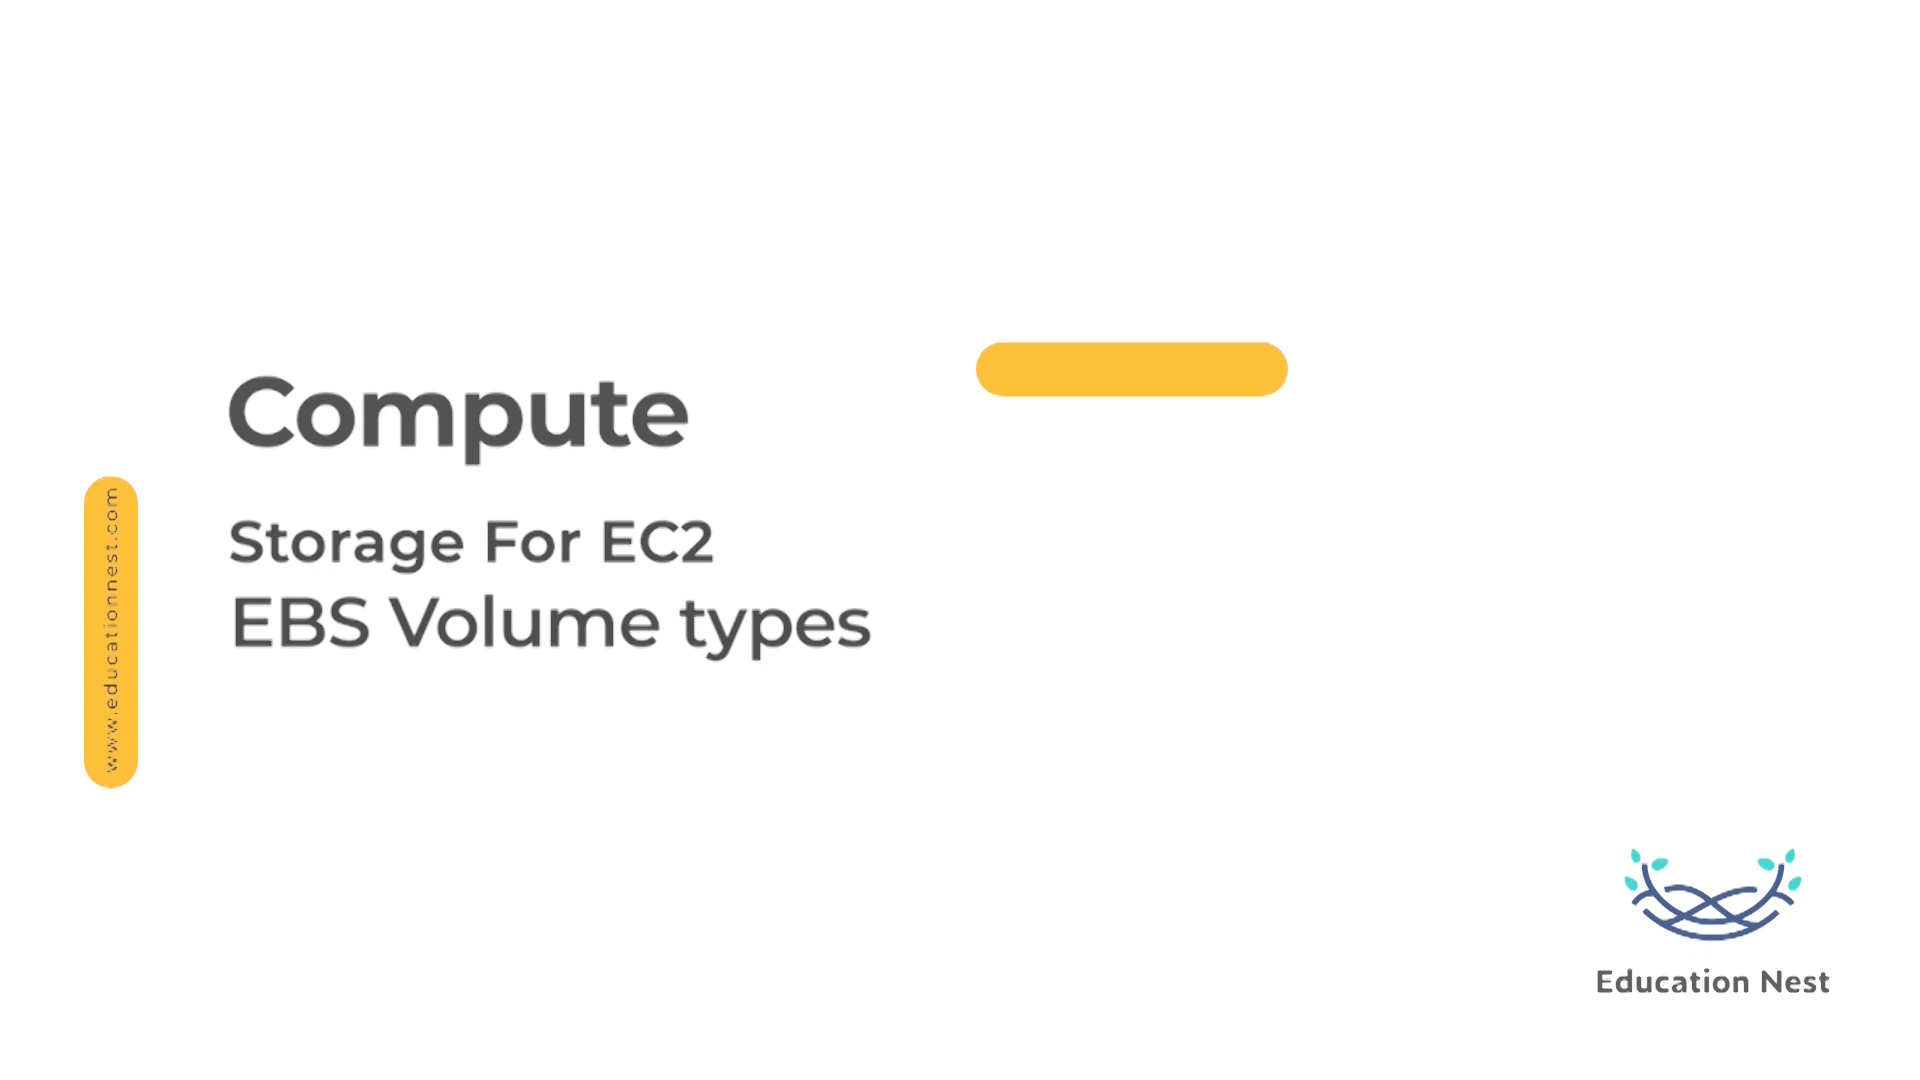 Compute
Storage For EC2
EBS Volume types
www.educationnest.com
Education Nest